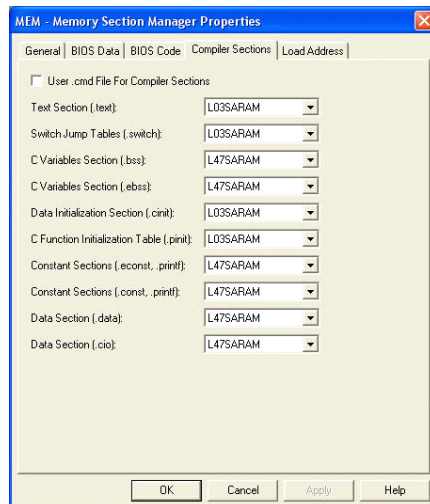 MEM - Memory Section Manager Properties
General BIOS Data BIOS Code Compiler Sections Load Address
User .cmd File For Compiler Sections
Text Section (.text): L03SARAM
Switch Jump Tables (.switch): L03SARAM
C Variables Section (.bss): L47SARAM
C Variables Section (.ebss): L47SARAM
Data Initialization Section (.cinit): L03SARAM
C Function Initialization Table (.pinit): L03SARAM
Constant Sections (.econst, .printf): L47SARAM
Constant Sections (.const, .printf): L47SARAM
Data Section (.data): L47SARAM
Data Section (.cio): L47SARAM
OK Cancel Apply Help